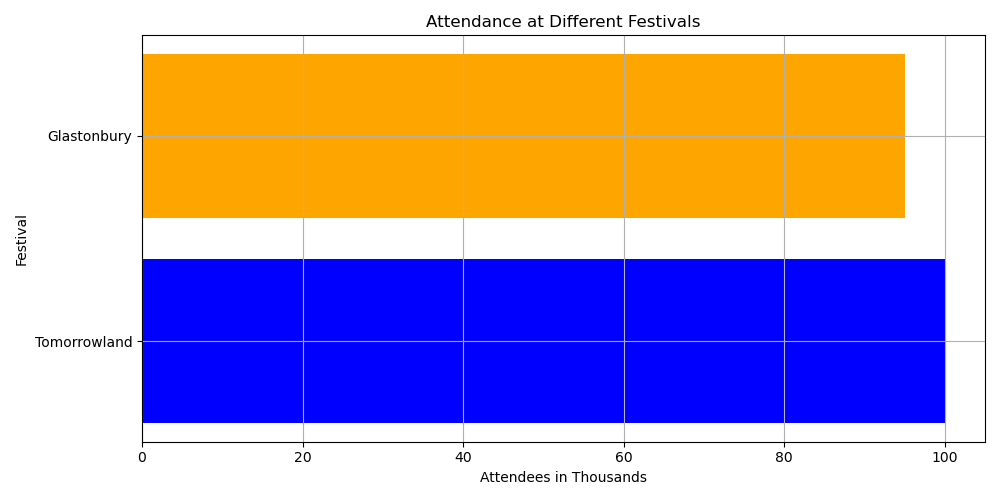 Attendance at Different Festivals
Festival
Glastonbury
Tomorrowland
0 20 40 60 80 100
Attendees in Thousands